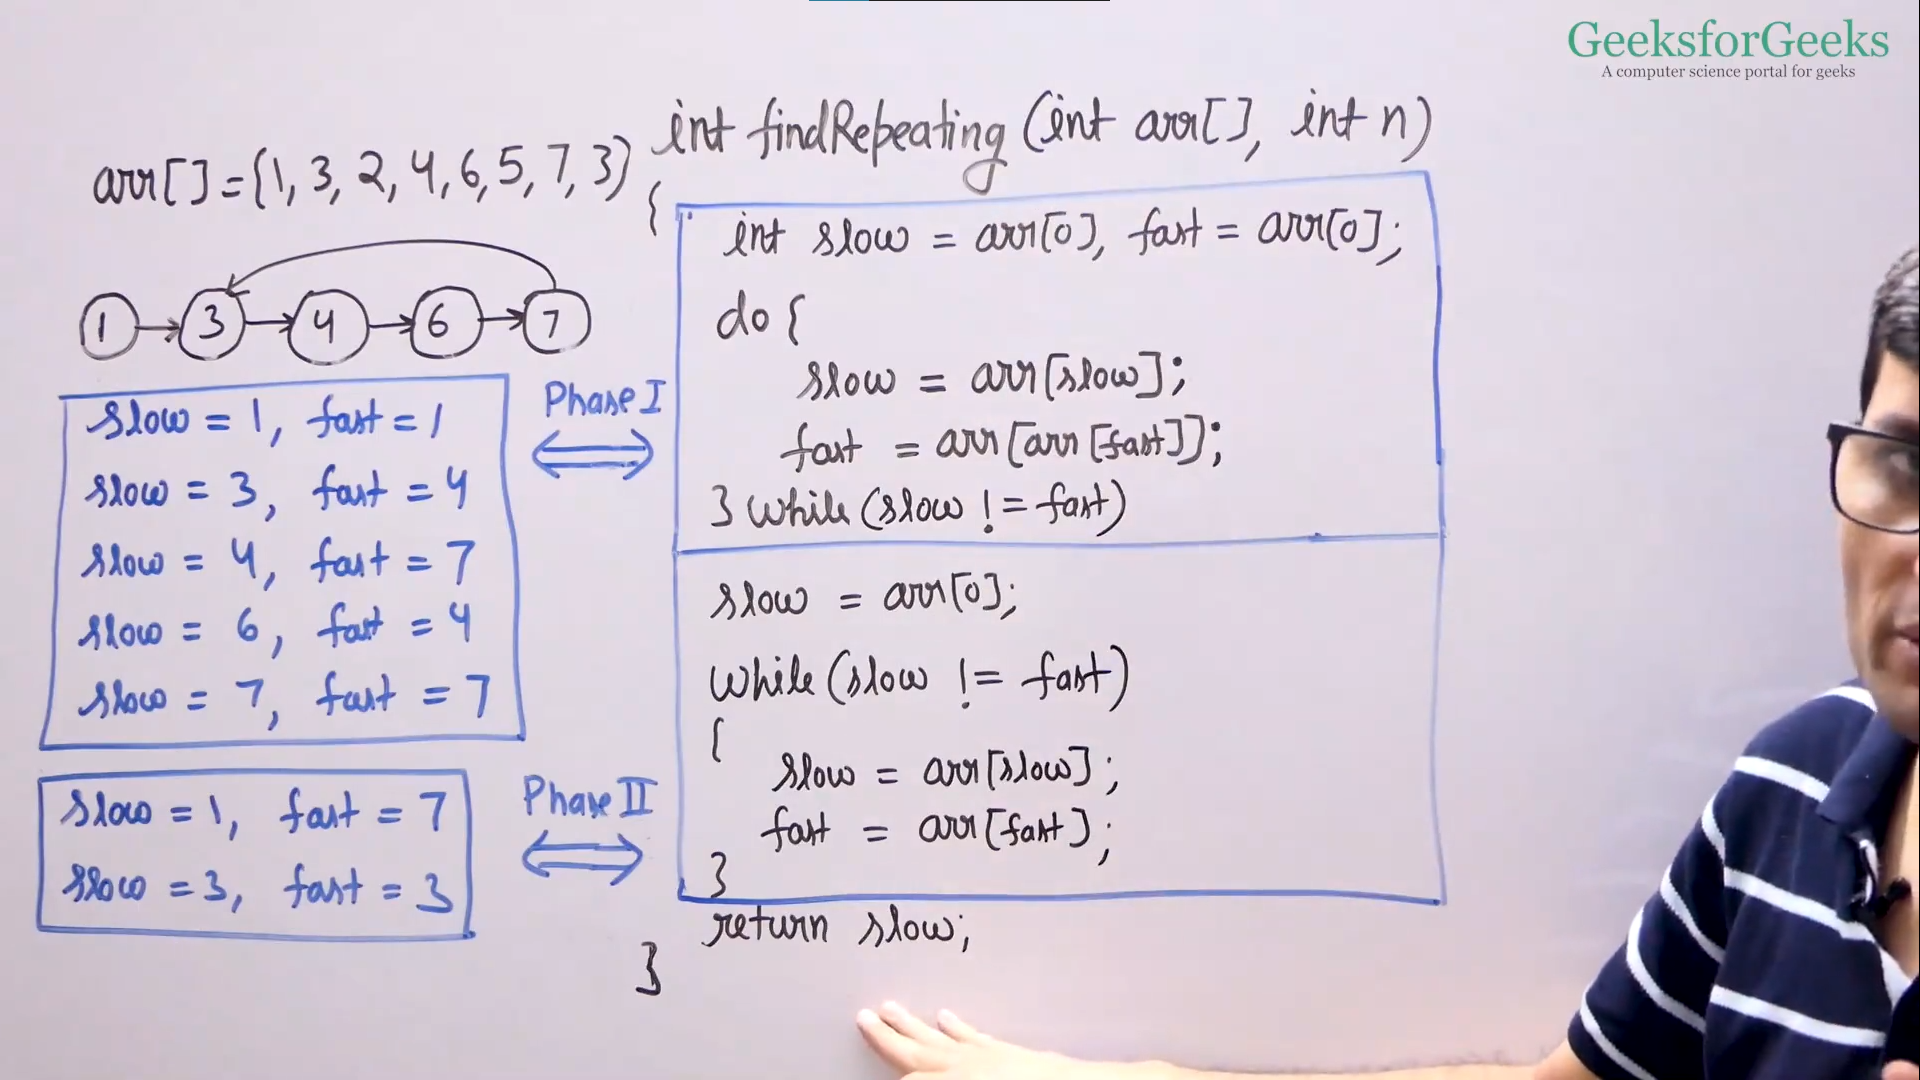 GeeksforGeeks
A computer science portal for geeks
arr[] = {1, 3, 2, 4, 6, 5, 7, 3}
1 3 4 6 7
slow = 1, fast = 1
slow = 3, fast = 4
slow = 4, fast = 7
slow = 6, fast = 4
slow = 7, fast = 7
Phase I
slow = 1, fast = 7
slow = 3, fast = 3
Phase II
int findRepeating (int arr[], int n)
{
int slow = arr[0], fast = arr[0];
do {
slow = arr[slow];
fast = arr[arr[fast]];
} while (slow != fast)
slow = arr[0];
while (slow != fast)
{
slow = arr[slow];
fast = arr[fast];
}
return slow;
}